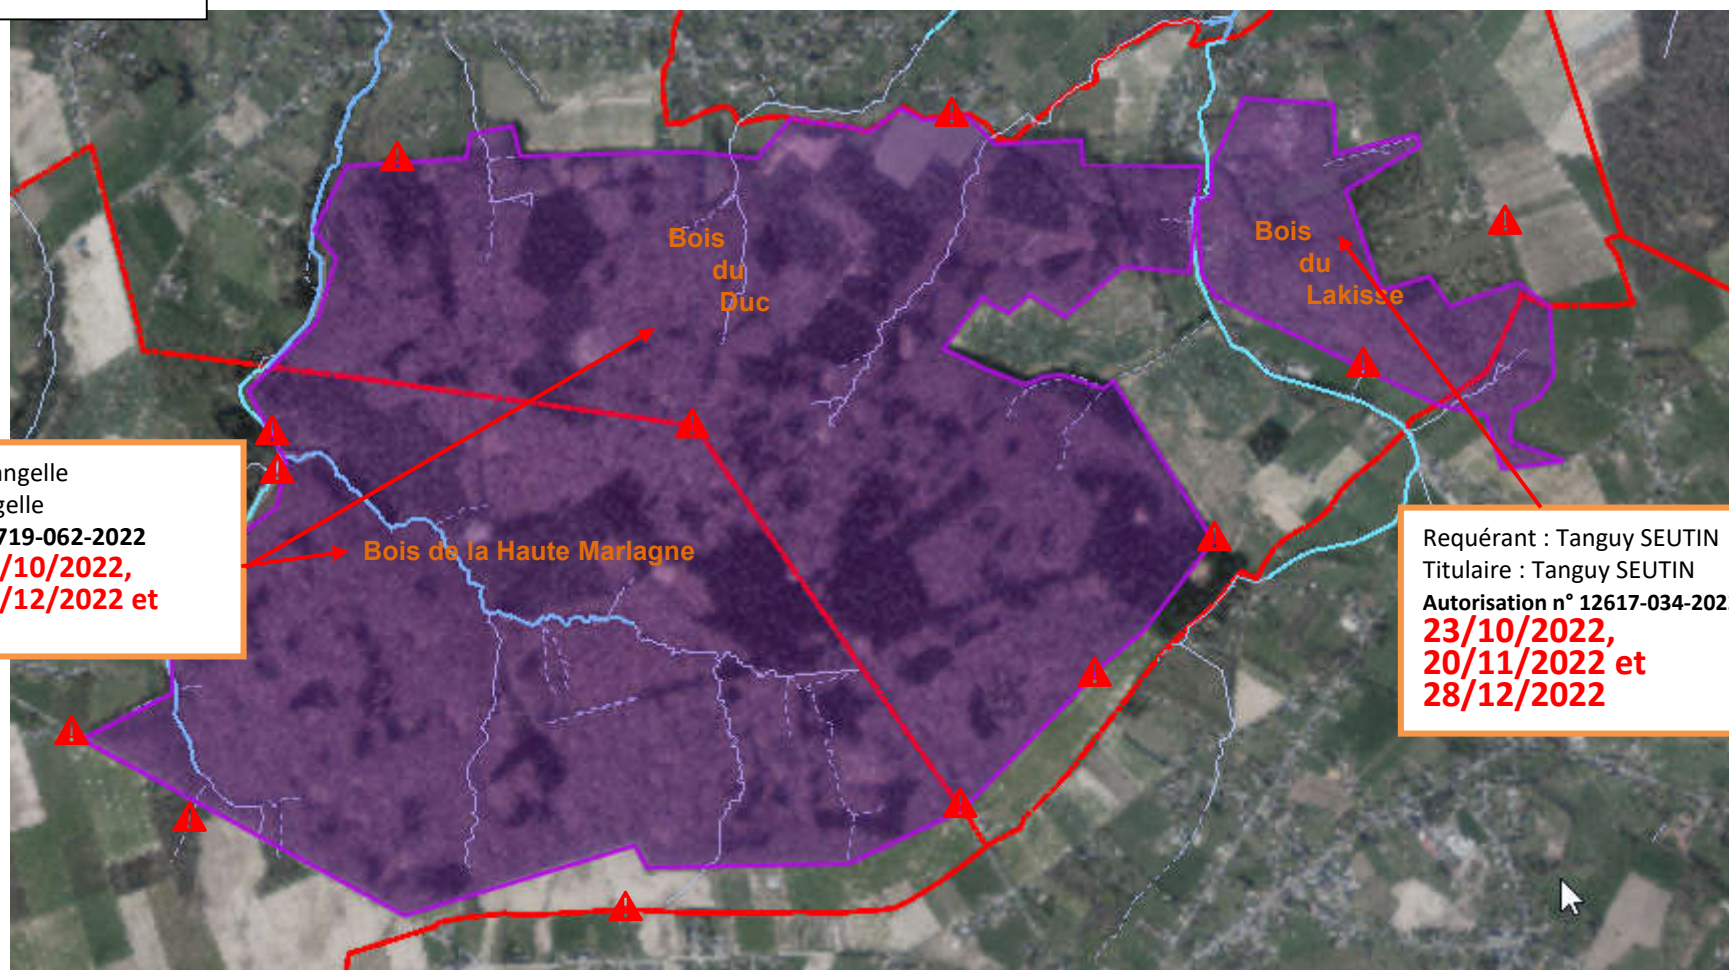 Bois
du
Duc
Bois
du
Lakisse
Bois de la Haute Marlagne
angelle
gelle
719-062-2022
/10/2022,
/12/2022 et
Requérant : Tanguy SEUTIN
Titulaire : Tanguy SEUTIN
Autorisation n° 12617-034-202
23/10/2022,
20/11/2022 et
28/12/2022